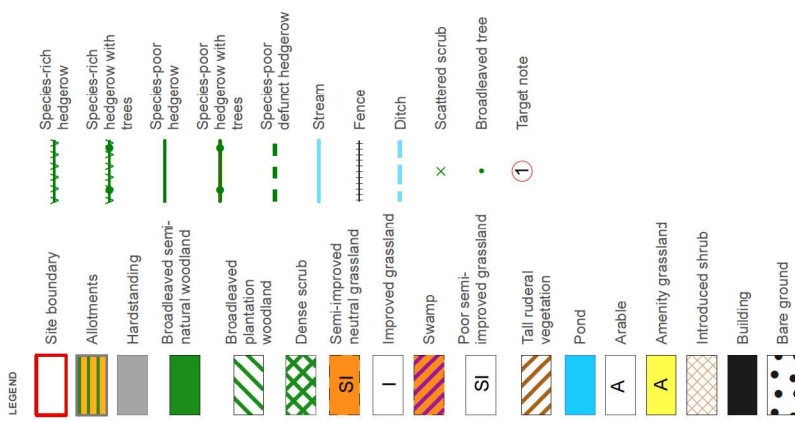 LEGEND
Site boundary
Allotments
Hardstanding
Broadleaved semi-
natural woodland
Broadleaved
plantation
woodland
Dense scrub
Semi-improved
neutral grassland
SI
Improved grassland
I
Swamp
Poor semi-
improved grassland
SI
Tall ruderal
vegetation
Pond
Arable
A
Amenity grassland
A
Introduced shrub
Building
Bare ground
Species-rich
hedgerow
Species-rich
hedgerow with
trees
Species-poor
hedgerow
Species-poor
hedgerow with
trees
Species-poor
defunct hedgerow
Stream
Fence
Ditch
Scattered scrub
Broadleaved tree
Target note
1